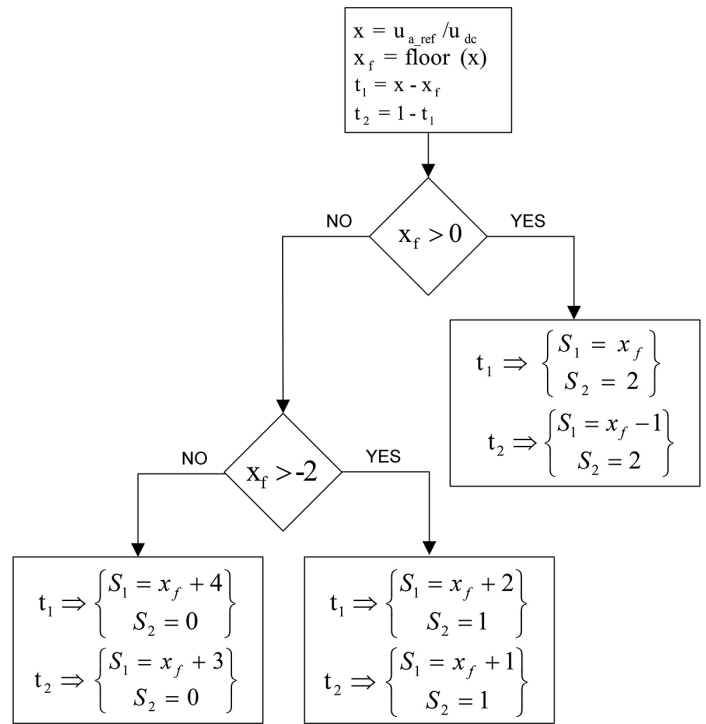 x = u a_ref /u dc
x f = floor (x)
t 1 = x - x f
t 2 = 1 - t 1
NO
YES
x f > 0
t 1 ⇒ { S 1 = x f }
S 2 = 2
t 2 ⇒ { S 1 = x f −1 }
S 2 = 2
NO
YES
x f >-2
t 1 ⇒ { S 1 = x f + 4 }
S 2 = 0
t 2 ⇒ { S 1 = x f + 3 }
S 2 = 0
t 1 ⇒ { S 1 = x f + 2 }
S 2 = 1
t 2 ⇒ { S 1 = x f + 1 }
S 2 = 1